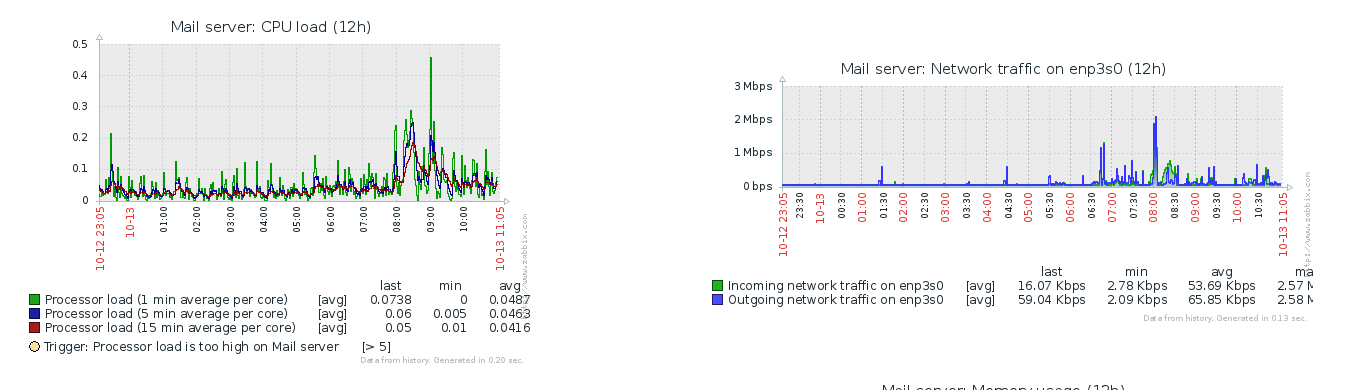 Mail server: CPU load (12h)
0.5
0.4
0.3
0.2
0.1
0
10-12 23:05
10-13
01:00
02:00
03:00
04:00
05:00
06:00
07:00
08:00
09:00
10:00
10-13 11:05
last min avg
Processor load (1 min average per core) [avg] 0.0738 0 0.0487
Processor load (5 min average per core) [avg] 0.06 0.005 0.0463
Processor load (15 min average per core) [avg] 0.05 0.01 0.0416
Trigger: Processor load is too high on Mail server [> 5]
Data from history. Generated in 0.20 sec.
Mail server: Network traffic on enp3s0 (12h)
3 Mbps
2 Mbps
1 Mbps
0 bps
10-12 23:05
23:30
10-13
00:30
01:00
01:30
02:00
02:30
03:00
03:30
04:00
04:30
05:00
05:30
06:00
06:30
07:00
07:30
08:00
08:30
09:00
09:30
10:00
10:30
10-13 11:05
last min avg ma
Incoming network traffic on enp3s0 [avg] 16.07 Kbps 2.78 Kbps 53.69 Kbps 2.57 M
Outgoing network traffic on enp3s0 [avg] 59.04 Kbps 2.09 Kbps 65.85 Kbps 2.58 M
Data from history. Generated in 0.13 sec.
Mail server: Memory usage (12h)